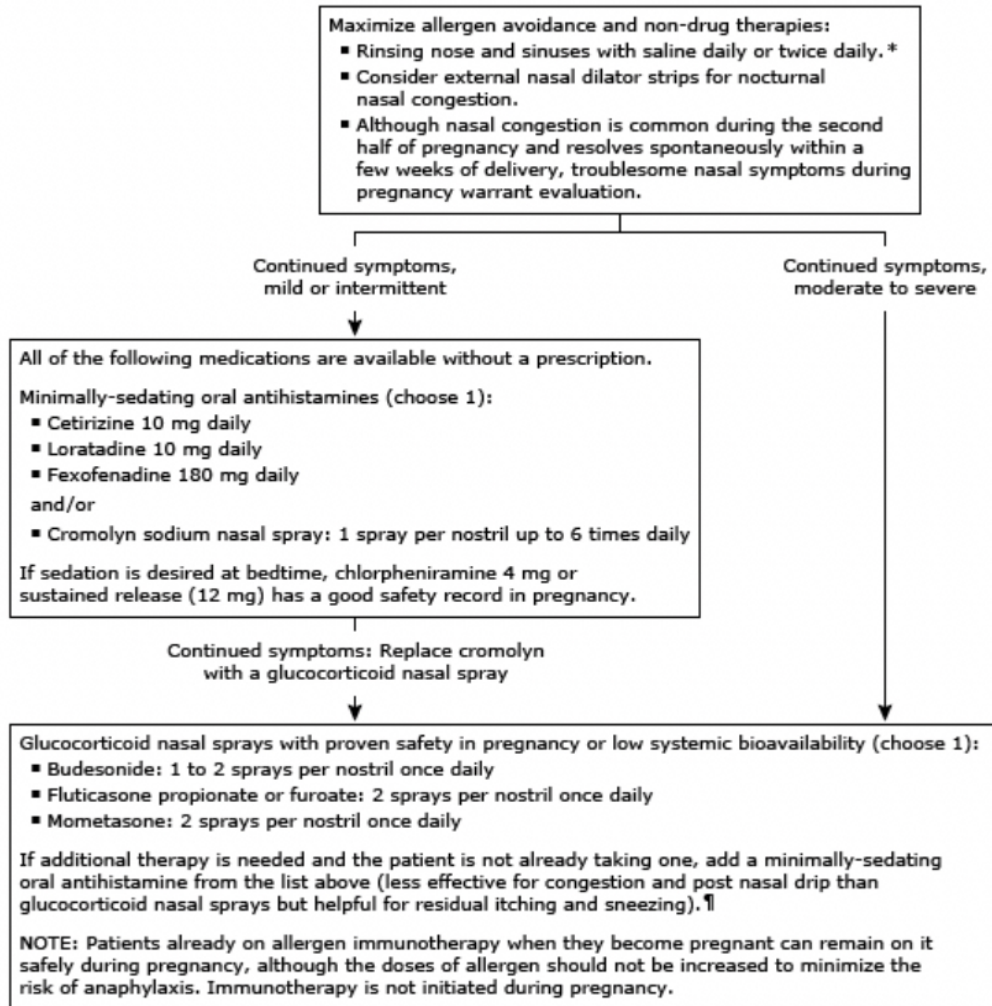 Maximize allergen avoidance and non-drug therapies:
▪ Rinsing nose and sinuses with saline daily or twice daily.*
▪ Consider external nasal dilator strips for nocturnal
nasal congestion.
▪ Although nasal congestion is common during the second
half of pregnancy and resolves spontaneously within a
few weeks of delivery, troublesome nasal symptoms during
pregnancy warrant evaluation.
Continued symptoms,
mild or intermittent
Continued symptoms,
moderate to severe
All of the following medications are available without a prescription.
Minimally-sedating oral antihistamines (choose 1):
▪ Cetirizine 10 mg daily
▪ Loratadine 10 mg daily
▪ Fexofenadine 180 mg daily
and/or
▪ Cromolyn sodium nasal spray: 1 spray per nostril up to 6 times daily
If sedation is desired at bedtime, chlorpheniramine 4 mg or
sustained release (12 mg) has a good safety record in pregnancy.
Continued symptoms: Replace cromolyn
with a glucocorticoid nasal spray
Glucocorticoid nasal sprays with proven safety in pregnancy or low systemic bioavailability (choose 1):
▪ Budesonide: 1 to 2 sprays per nostril once daily
▪ Fluticasone propionate or furoate: 2 sprays per nostril once daily
▪ Mometasone: 2 sprays per nostril once daily
If additional therapy is needed and the patient is not already taking one, add a minimally-sedating
oral antihistamine from the list above (less effective for congestion and post nasal drip than
glucocorticoid nasal sprays but helpful for residual itching and sneezing).¶
NOTE: Patients already on allergen immunotherapy when they become pregnant can remain on it
safely during pregnancy, although the doses of allergen should not be increased to minimize the
risk of anaphylaxis. Immunotherapy is not initiated during pregnancy.